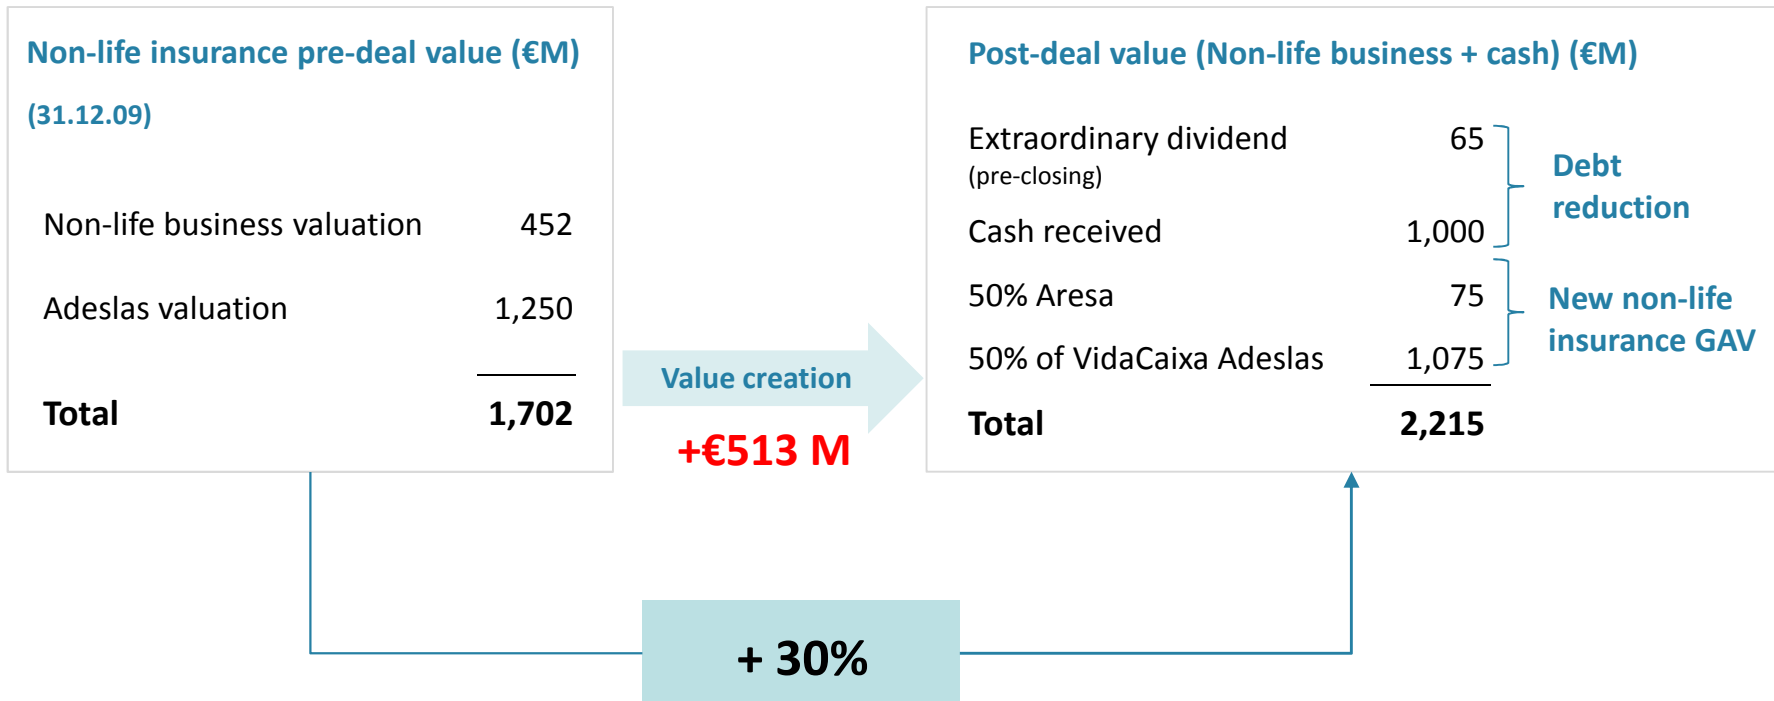 Non-life insurance pre-deal value (€M)
(31.12.09)
Non-life business valuation 452
Adeslas valuation 1,250
Total 1,702
Value creation
+€513 M
Post-deal value (Non-life business + cash) (€M)
Extraordinary dividend 65
(pre-closing)
Cash received 1,000
Debt
reduction
50% Aresa 75
50% of VidaCaixa Adeslas 1,075
New non-life
insurance GAV
Total 2,215
+ 30%